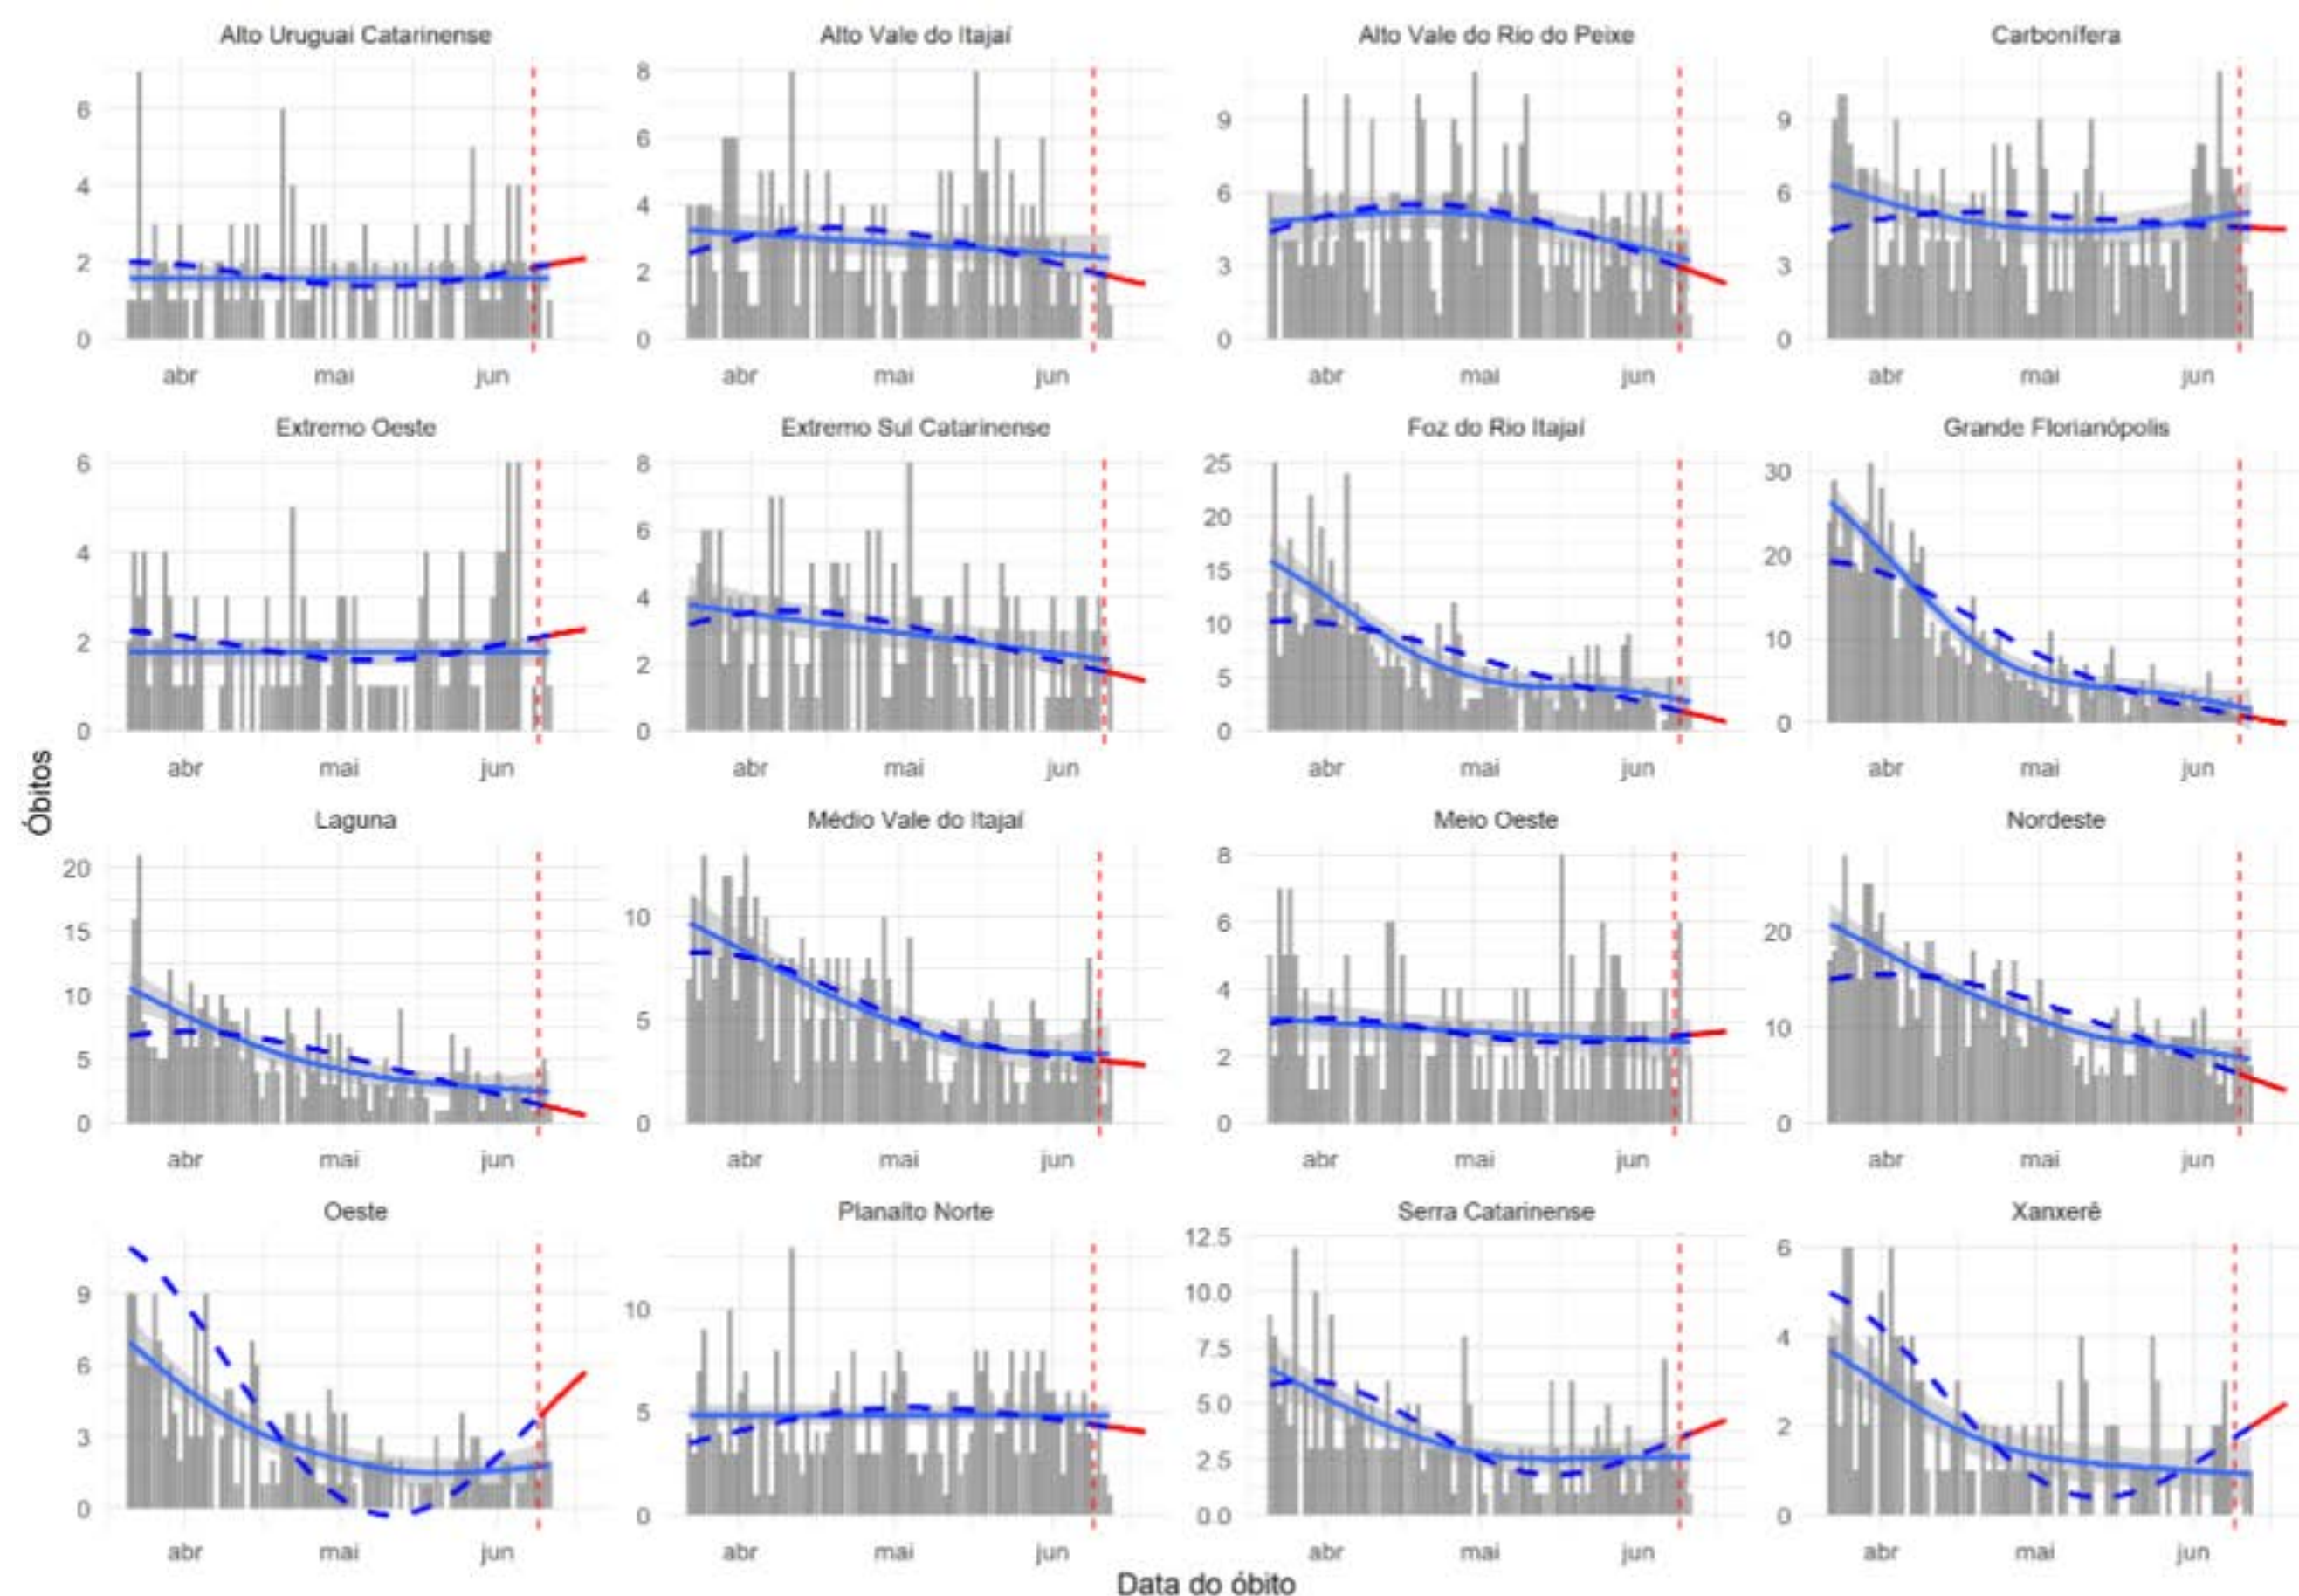 Alto Uruguai Catarinense
Alto Vale do Itajaí
Alto Vale do Rio do Peixe
Carbonífera
6
4
2
0
abr mai jun
8
6
4
2
0
abr mai jun
9
6
3
0
abr mai jun
9
6
3
0
abr mai jun
Extremo Oeste
Extremo Sul Catarinense
Foz do Rio Itajaí
Grande Florianópolis
6
4
2
0
abr mai jun
8
6
4
2
0
abr mai jun
25
20
15
10
5
0
abr mai jun
30
20
10
0
abr mai jun
Óbitos
Laguna
Médio Vale do Itajaí
Meio Oeste
Nordeste
20
15
10
5
0
abr mai jun
10
5
0
abr mai jun
8
6
4
2
0
abr mai jun
20
10
0
abr mai jun
Oeste
Planalto Norte
Serra Catarinense
Xanxerê
9
6
3
0
abr mai jun
10
5
0
abr mai jun
12.5
10.0
7.5
5.0
2.5
0.0
abr mai jun
6
4
2
0
abr mai jun
Data do óbito